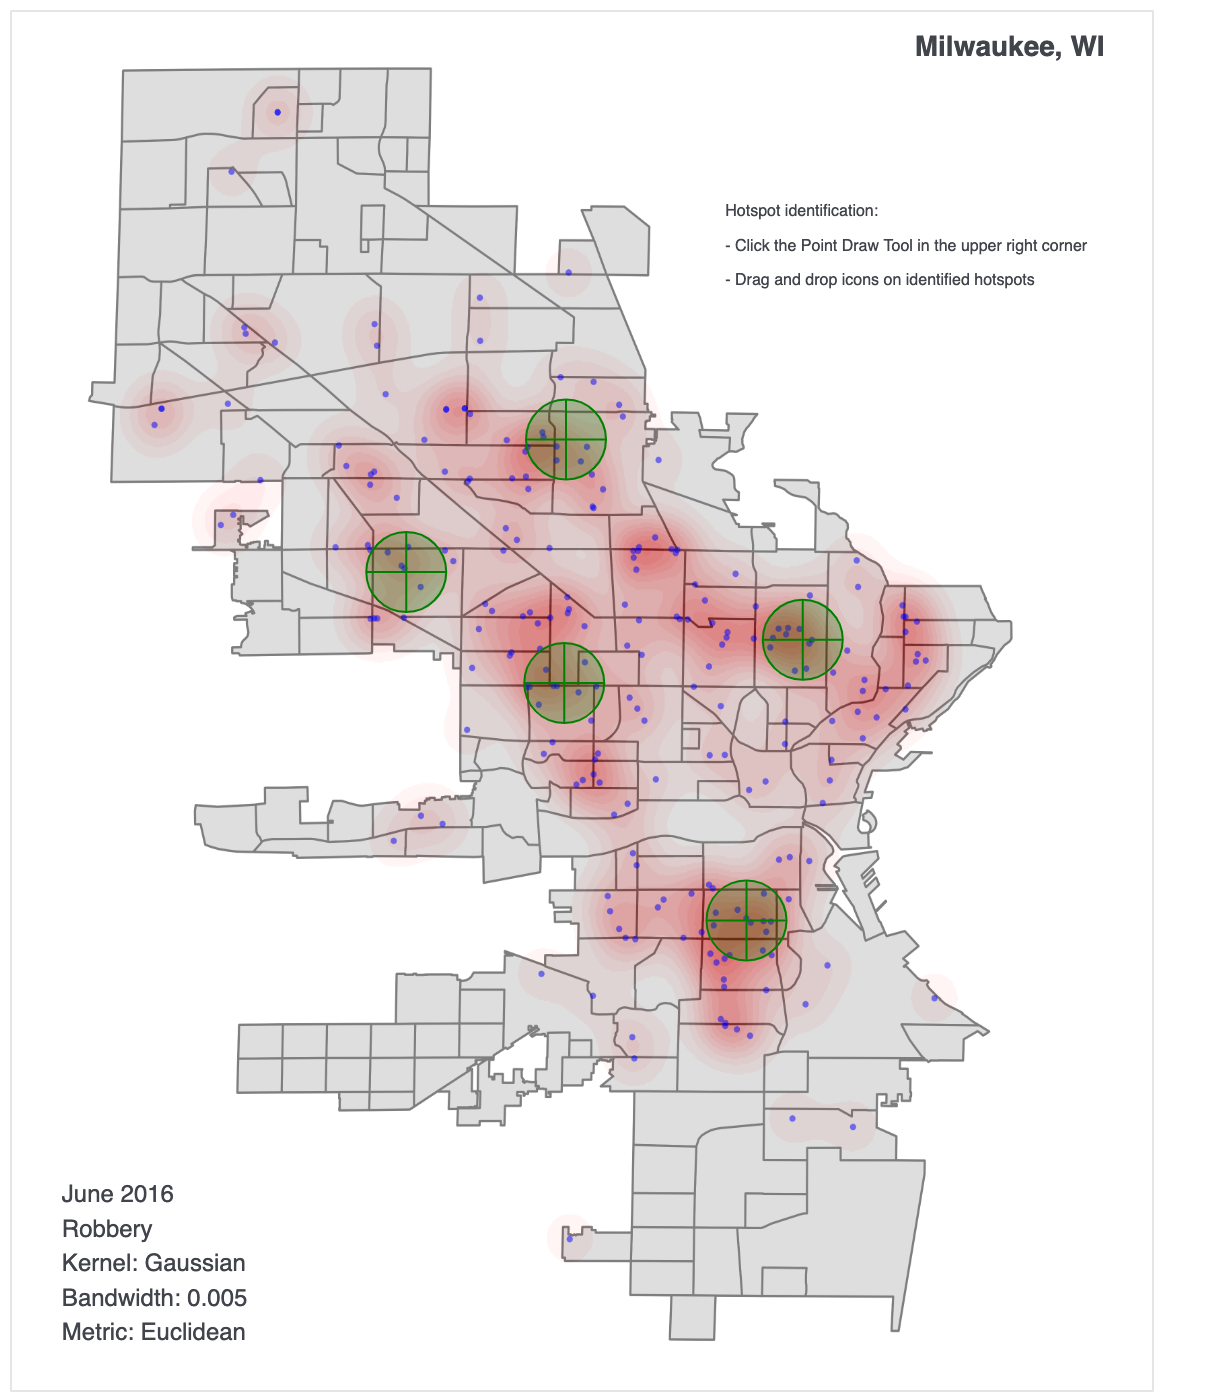 Milwaukee, WI
Hotspot identification:
- Click the Point Draw Tool in the upper right corner
- Drag and drop icons on identified hotspots
June 2016
Robbery
Kernel: Gaussian
Bandwidth: 0.005
Metric: Euclidean